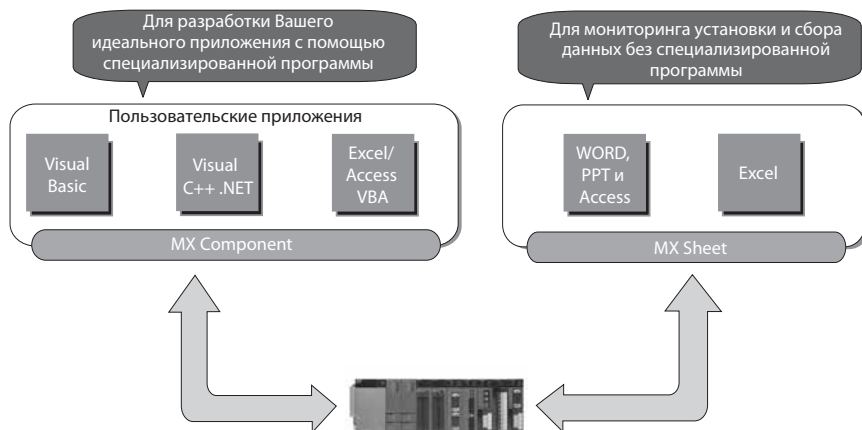 Для разработки Вашего
идеального приложения с помощью
специализированной программы
Для мониторинга установки и сбора
данных без специализированной
программы
Пользовательские приложения
Visual
Basic
Visual
C++ .NET
Excel/
Access
VBA
MX Component
WORD,
PPT и
Access
Excel
MX Sheet